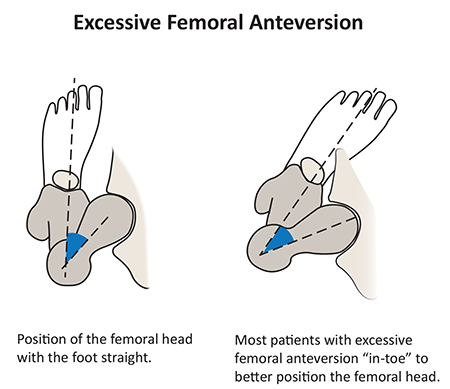 Excessive Femoral Anteversion
Position of the femoral head
with the foot straight.
Most patients with excessive
femoral anteversion “in-toe” to
better position the femoral head.